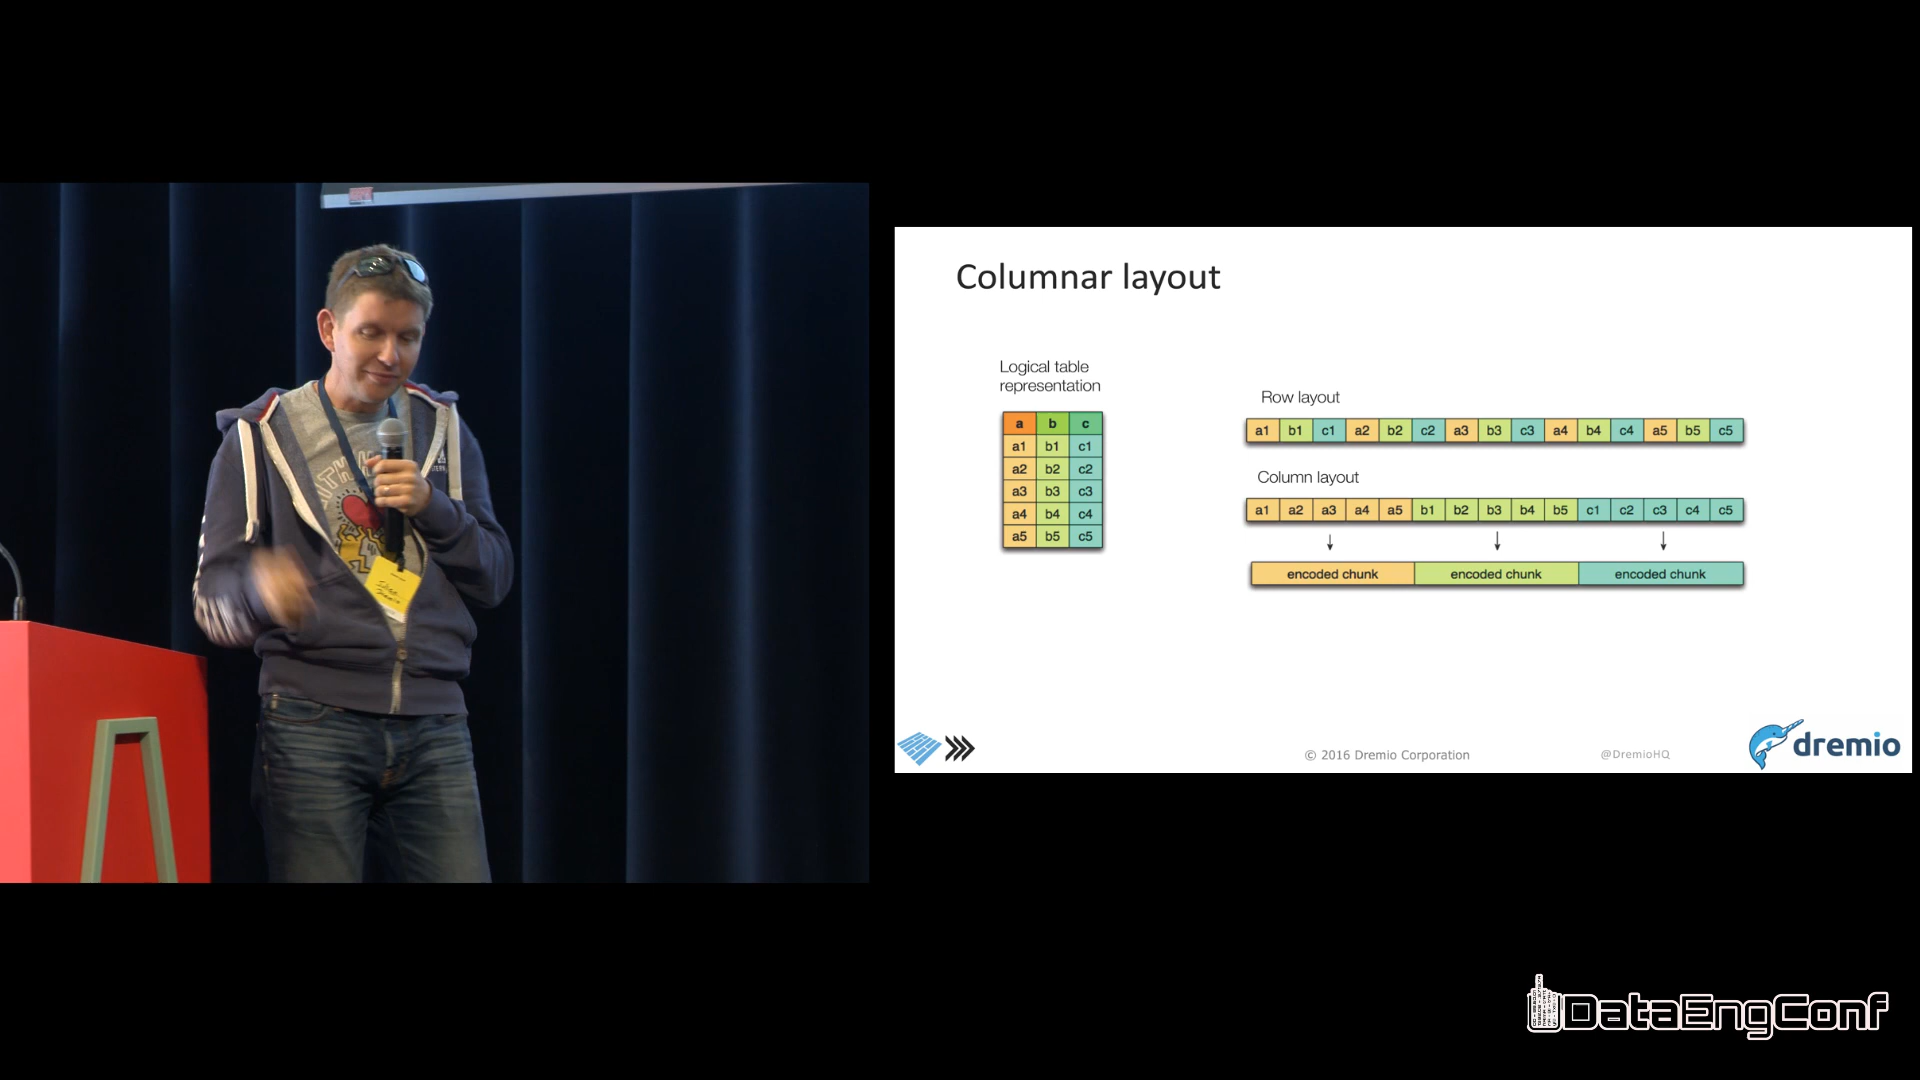 Columnar layout
Logical table
representation
a b c
a1 b1 c1
a2 b2 c2
a3 b3 c3
a4 b4 c4
a5 b5 c5
Row layout
a1 b1 c1 a2 b2 c2 a3 b3 c3 a4 b4 c4 a5 b5 c5
Column layout
a1 a2 a3 a4 a5 b1 b2 b3 b4 b5 c1 c2 c3 c4 c5
encoded chunk encoded chunk encoded chunk
© 2016 Dremio Corporation
@DremioHQ
dremio
DataEngConf